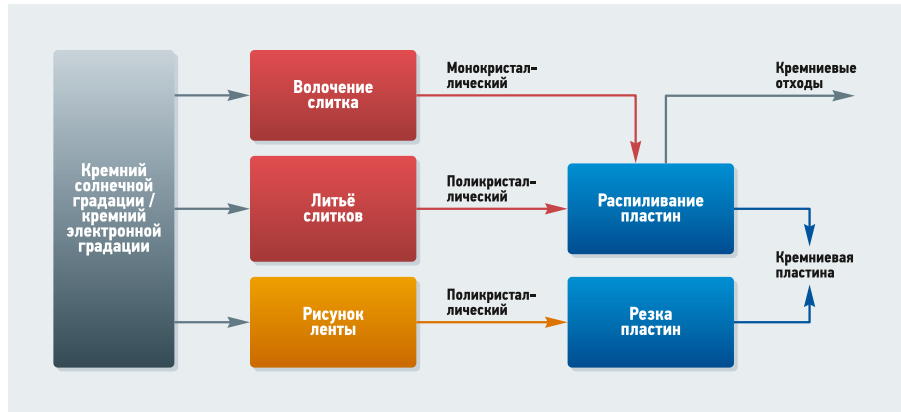 Кремний
солнечной
градации /
кремний
электронной
градации
Волочение
слитка
Монокристал-
лический
Кремниевые
отходы
Литьё
слитков
Поликристал-
лический
Распиливание
пластин
Кремниевая
пластина
Рисунок
ленты
Поликристал-
лический
Резка
пластин